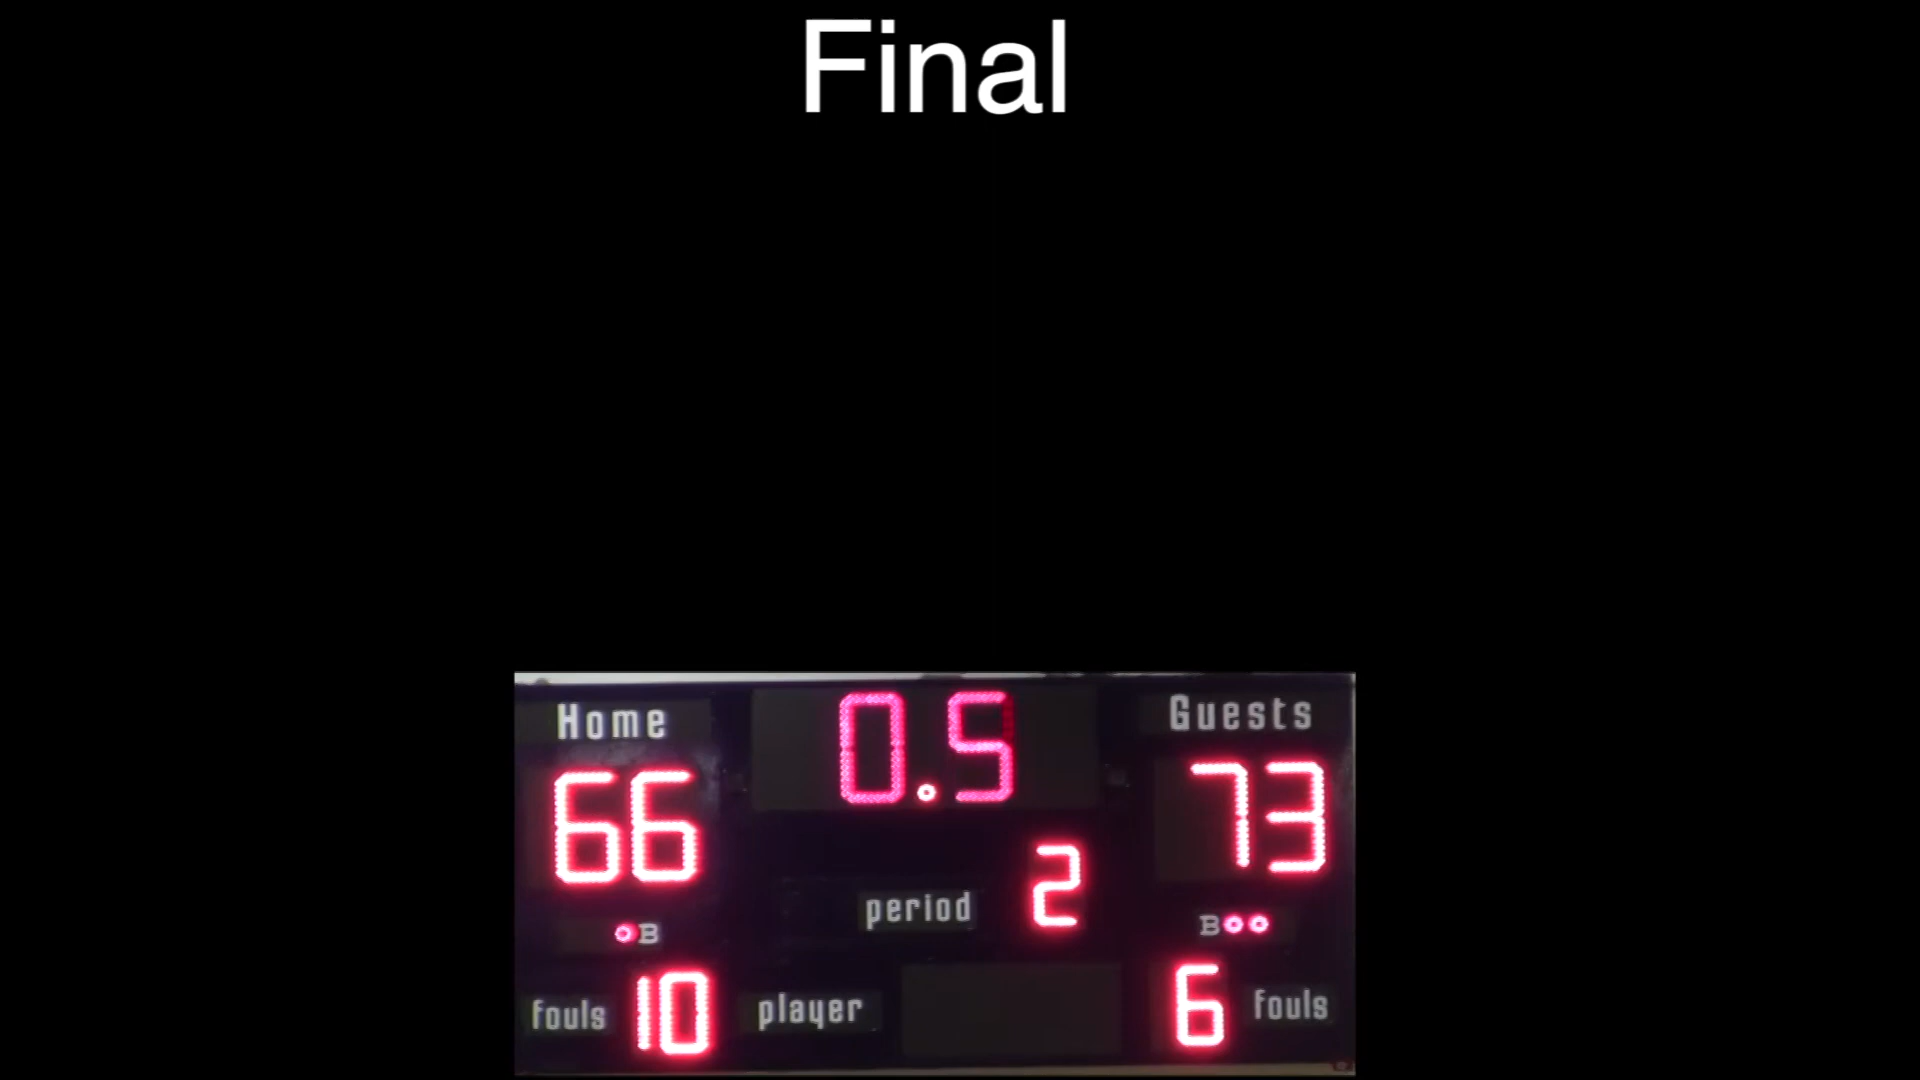 Final
Home 0.5 Guests
66 73
period 2
B B
fouls 10 player 6 fouls